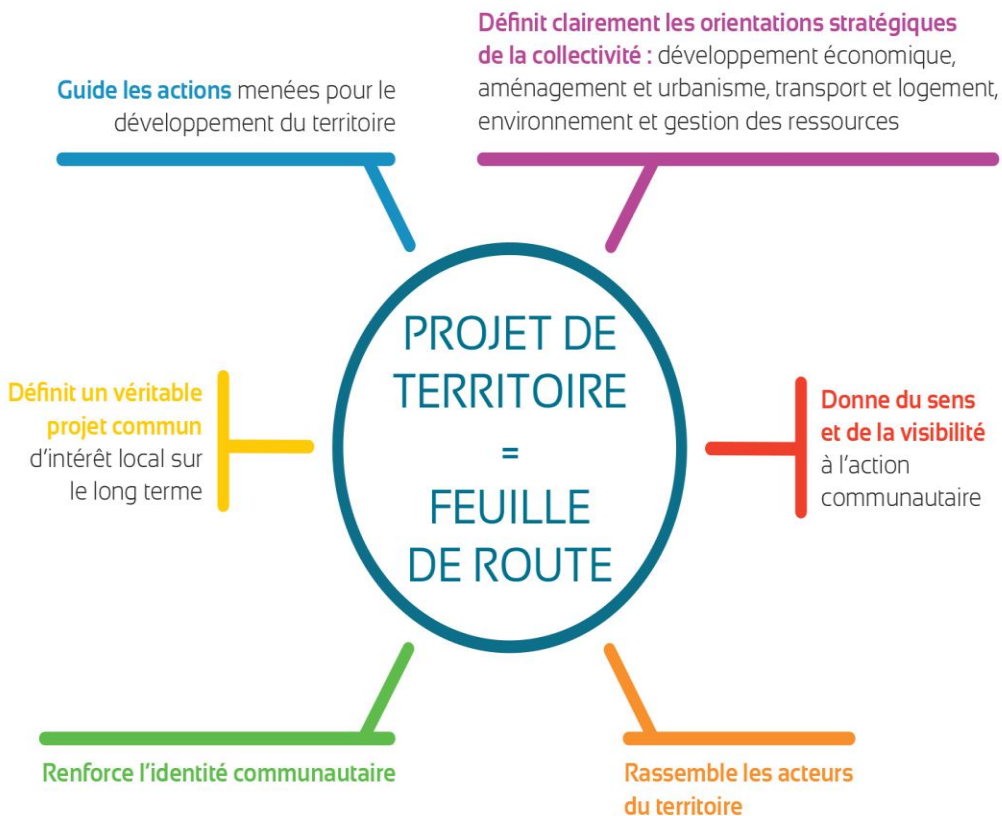 Définit clairement les orientations stratégiques
de la collectivité : développement économique,
aménagement et urbanisme, transport et logement,
environnement et gestion des ressources
Guide les actions menées pour le
développement du territoire
PROJET DE
TERRITOIRE
=
FEUILLE
DE ROUTE
Définit un véritable
projet commun
d'intérêt local sur
le long terme
Donne du sens
et de la visibilité
à l'action
communautaire
Renforce l'identité communautaire
Rassemble les acteurs
du territoire